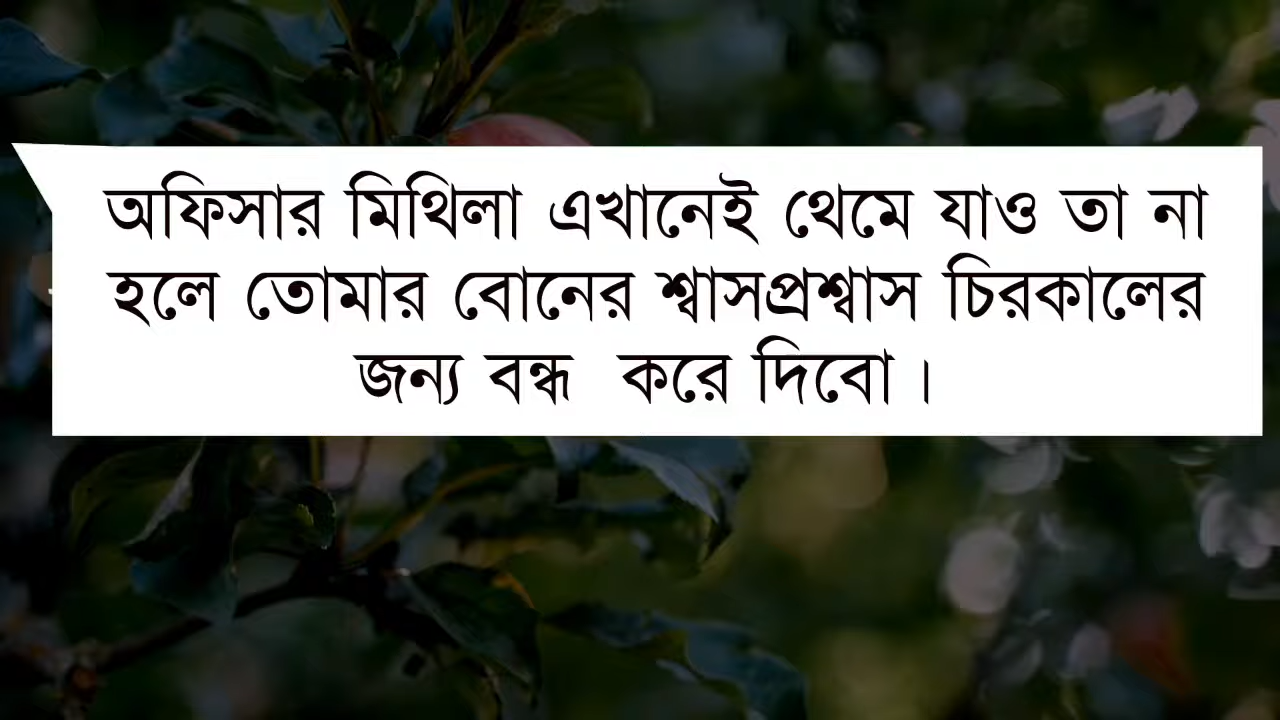 অফিসার মিথিলা এখানেই থেমে যাও তা না
হলে তোমার বোনের শ্বাসপ্রশ্বাস চিরকালের
জন্য বন্ধ  করে দিবো।